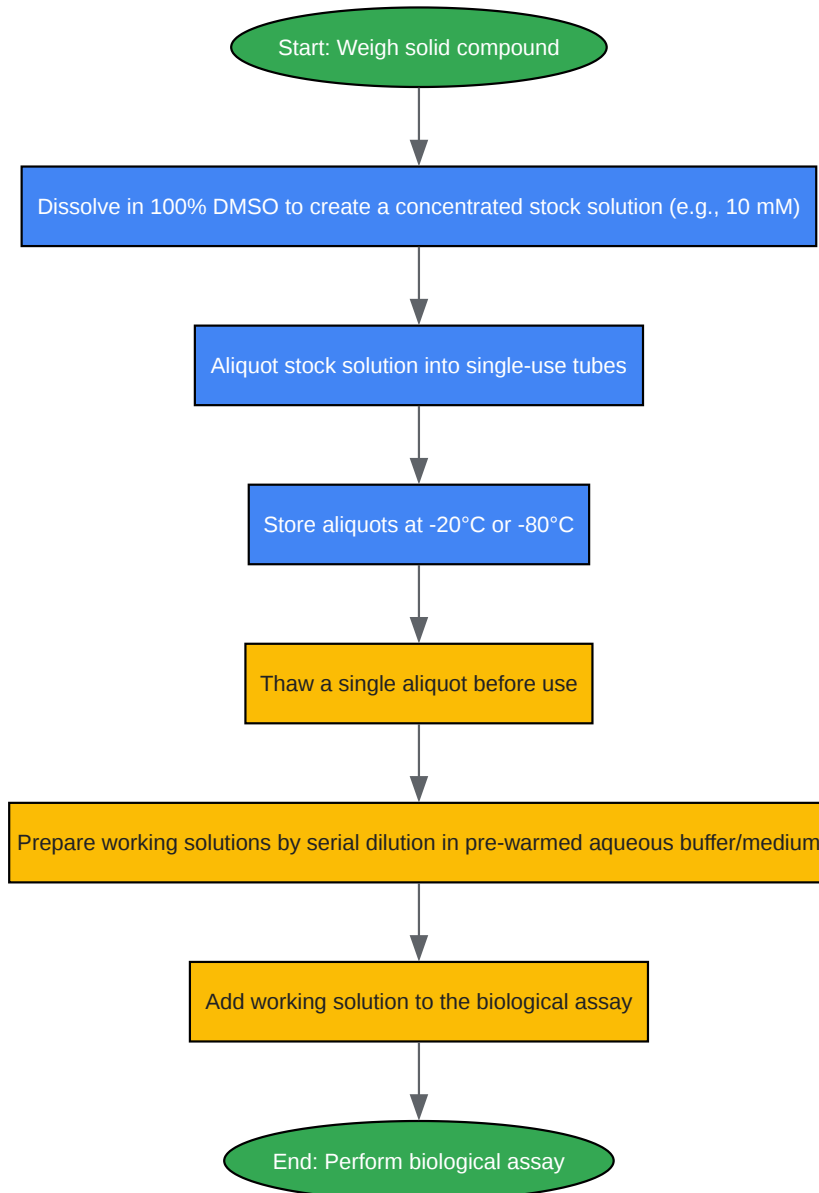 Start: Weigh solid compound
Dissolve in 100% DMSO to create a concentrated stock solution (e.g., 10 mM)
Aliquot stock solution into single-use tubes
Store aliquots at -20°C or -80°C
Thaw a single aliquot before use
Prepare working solutions by serial dilution in pre-warmed aqueous buffer/medium
Add working solution to the biological assay
End: Perform biological assay